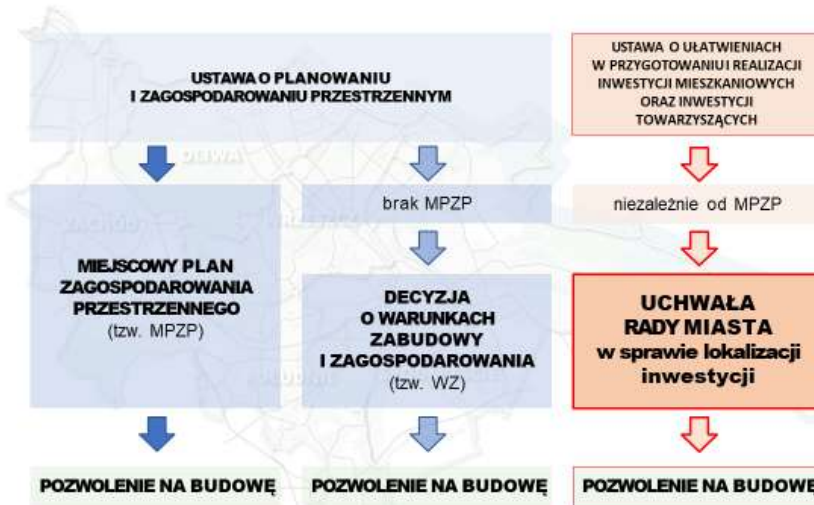 USTAWA O PLANOWANIU
I ZAGOSPODAROWANIU PRZESTRZENNYM
MIEJSCOWY PLAN
ZAGOSPODAROWANIA
PRZESTRZENNEGO
(tzw. MPZP)
POZWOLENIE NA BUDOWĘ
brak MPZP
DECYZJA
O WARUNKACH
ZABUDOWY
I ZAGOSPODAROWANIA
(tzw. WZ)
POZWOLENIE NA BUDOWĘ
USTAWA O UŁATWIENIACH
W PRZYGOTOWANIU I REALIZACJI
INWESTYCJI MIESZKANIOWYCH
ORAZ INWESTYCJI
TOWARZYSZĄCYCH
niezależnie od MPZP
UCHWAŁA
RADY MIASTA
w sprawie lokalizacji
inwestycji
POZWOLENIE NA BUDOWĘ
OLIWA
ZACHÓD